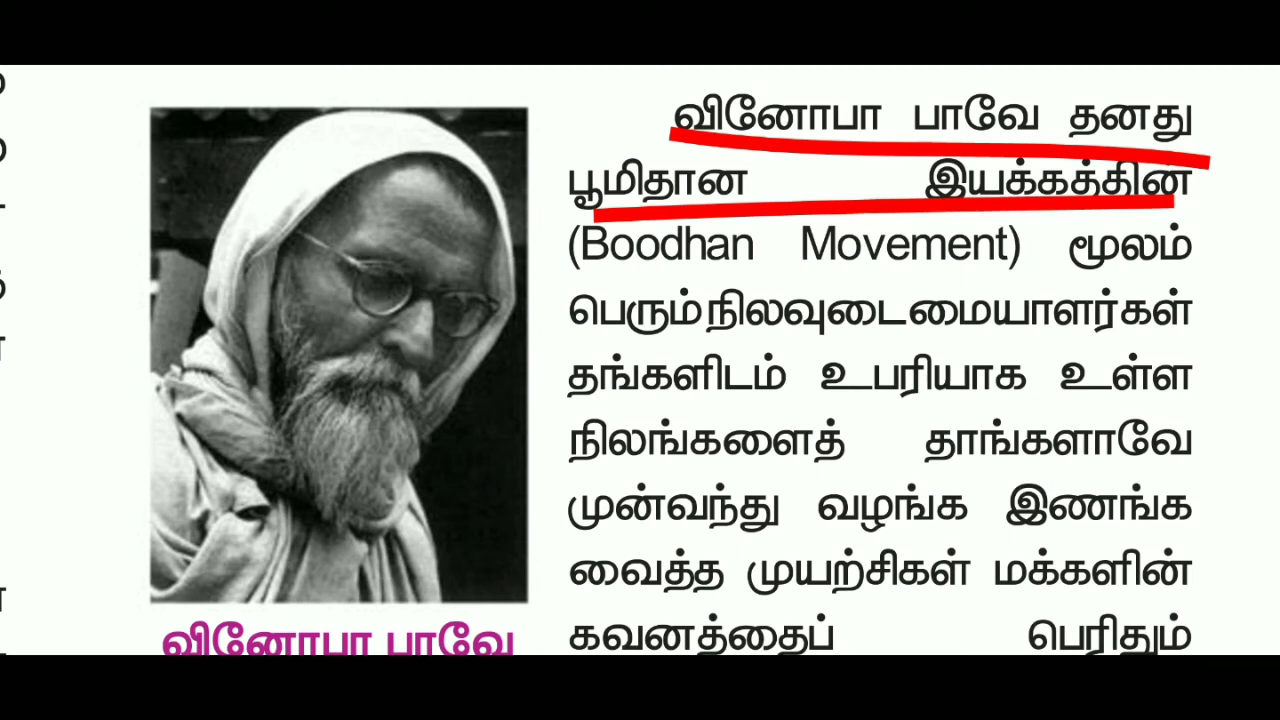 வினோபா பாவே தனது
பூமிதான இயக்கத்தின்
(Boodhan Movement) மூலம்
பெரும் நிலவுடைமையாளர்கள்
தங்களிடம் உபரியாக உள்ள
நிலங்களைத் தாங்களாவே
முன்வந்து வழங்க இணங்க
வைத்த முயற்சிகள் மக்களின்
கவனத்தைப் பெரிதும்
வினோபா பாவே